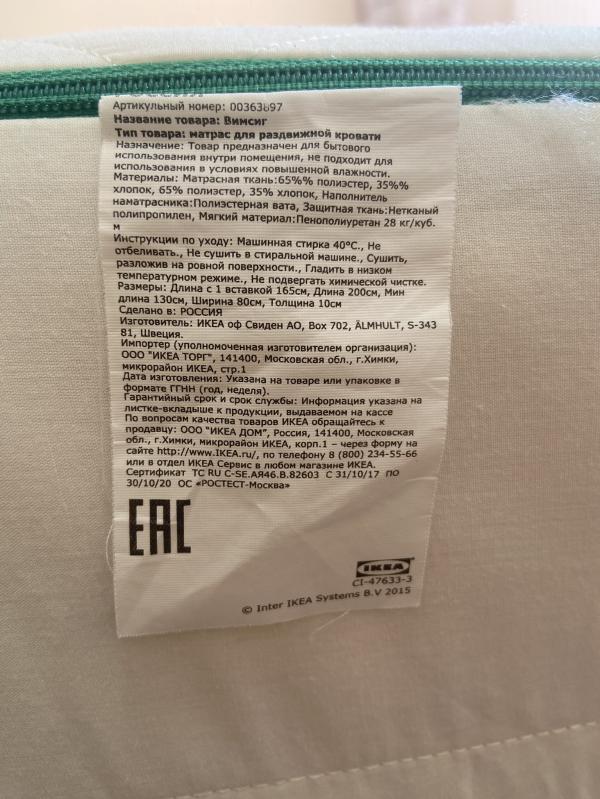 Артикульный номер: 00363897
Название товара: Вимсиг
Тип товара: матрас для раздвижной кровати
Назначение: Товар предназначен для бытового
использования внутри помещения, не подходит для
использования в условиях повышенной влажности.
Материалы: Матрасная ткань:65%% полиэстер, 35%%
хлопок, 65% полиэстер, 35% хлопок, Наполнитель
наматрасника:Полиэстерная вата, Защитная ткань:Нетканый
полипропилен, Мягкий материал:Пенополиуретан 28 кг/куб.
м
Инструкции по уходу: Машинная стирка 40°С., Не
отбеливать., Не сушить в стиральной машине., Сушить,
разложив на ровной поверхности., Гладить в низком
температурном режиме., Не подвергать химической чистке.
Размеры: Длина с 1 вставкой 165см, Длина 200см, Мин
длина 130см, Ширина 80см, Толщина 10см
Сделано в: РОССИЯ
Изготовитель: ИКЕА оф Свиден АО, Box 702, ÄLMHULT, S-343
81, Швеция.
Импортер (уполномоченная изготовителем организация):
ООО "ИКЕА ТОРГ", 141400, Московская обл., г.Химки,
микрорайон ИКЕА, стр.1
Дата изготовления: Указана на товаре или упаковке в
формате ГГНН (год, неделя).
Гарантийный срок и срок службы: Информация указана на
листке-вкладыше к продукции, выдаваемом на кассе
По вопросам качества товаров ИКЕА обращайтесь к
продавцу: ООО "ИКЕА ДОМ", Россия, 141400, Московская
обл., г.Химки, микрорайон ИКЕА, корп.1 – через форму на
сайте http://www.IKEA.ru/, по телефону 8 (800) 234-55-66
или в отдел ИКЕА Сервис в любом магазине ИКЕА.
Сертификат ТС RU С-SE.АЯ46.В.82603 С 31/10/17 ПО
30/10/20 ОС «РОСТЕСТ-Москва»
EAC
IKEA
CI-47633-3
© Inter IKEA Systems B.V 2015